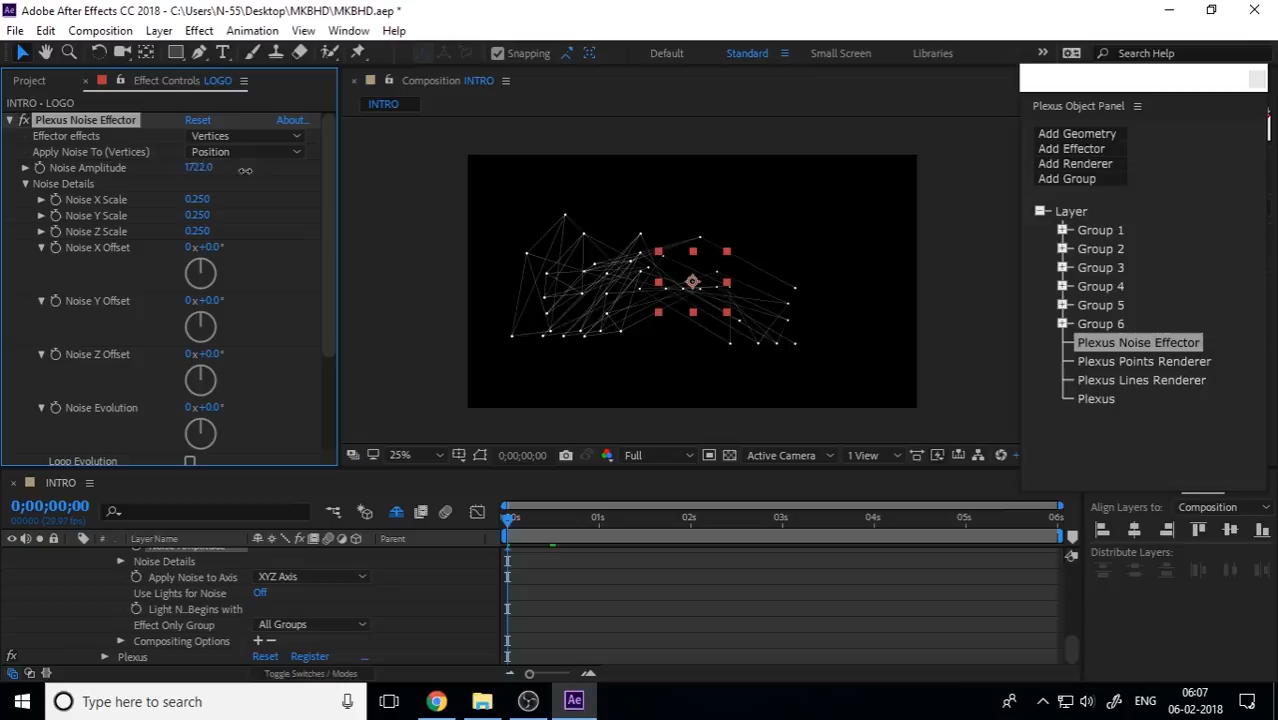 Adobe After Effects CC 2018 - C:\Users\N-55\Desktop\MKBHD\MKBHD.aep *
File Edit Composition Layer Effect Animation View Window Help
Snapping Default Standard Small Screen Libraries Search Help
Project Effect Controls LOGO Composition INTRO
INTRO - LOGO
INTRO
Plexus Noise Effector Reset About...
Effector effects Vertices
Apply Noise To (Vertices) Position
Noise Amplitude 1722.0
Noise Details
Noise X Scale 0.250
Noise Y Scale 0.250
Noise Z Scale 0.250
Noise X Offset 0x+0.0°
Noise Y Offset 0x+0.0°
Noise Z Offset 0x+0.0°
Noise Evolution 0x+0.0°
Loop Evolution
25% 0;00;00;00 Full Active Camera 1 View
Plexus Object Panel
Add Geometry
Add Effector
Add Renderer
Add Group
Layer
Group 1
Group 2
Group 3
Group 4
Group 5
Group 6
Plexus Noise Effector
Plexus Points Renderer
Plexus Lines Renderer
Plexus
INTRO
0;00;00;00
00000 (29.97 fps)
# Layer Name Parent
Noise Amplitude
Noise Details
Apply Noise to Axis XYZ Axis
Use Lights for Noise Off
Light N...Begins with
Effect Only Group All Groups
Compositing Options + −
fx Plexus Reset Register ...
Toggle Switches / Modes
01s 02s 03s 04s 05s 06s
Align Layers to: Composition
Distribute Layers:
Type here to search
ENG
06:07
06-02-2018